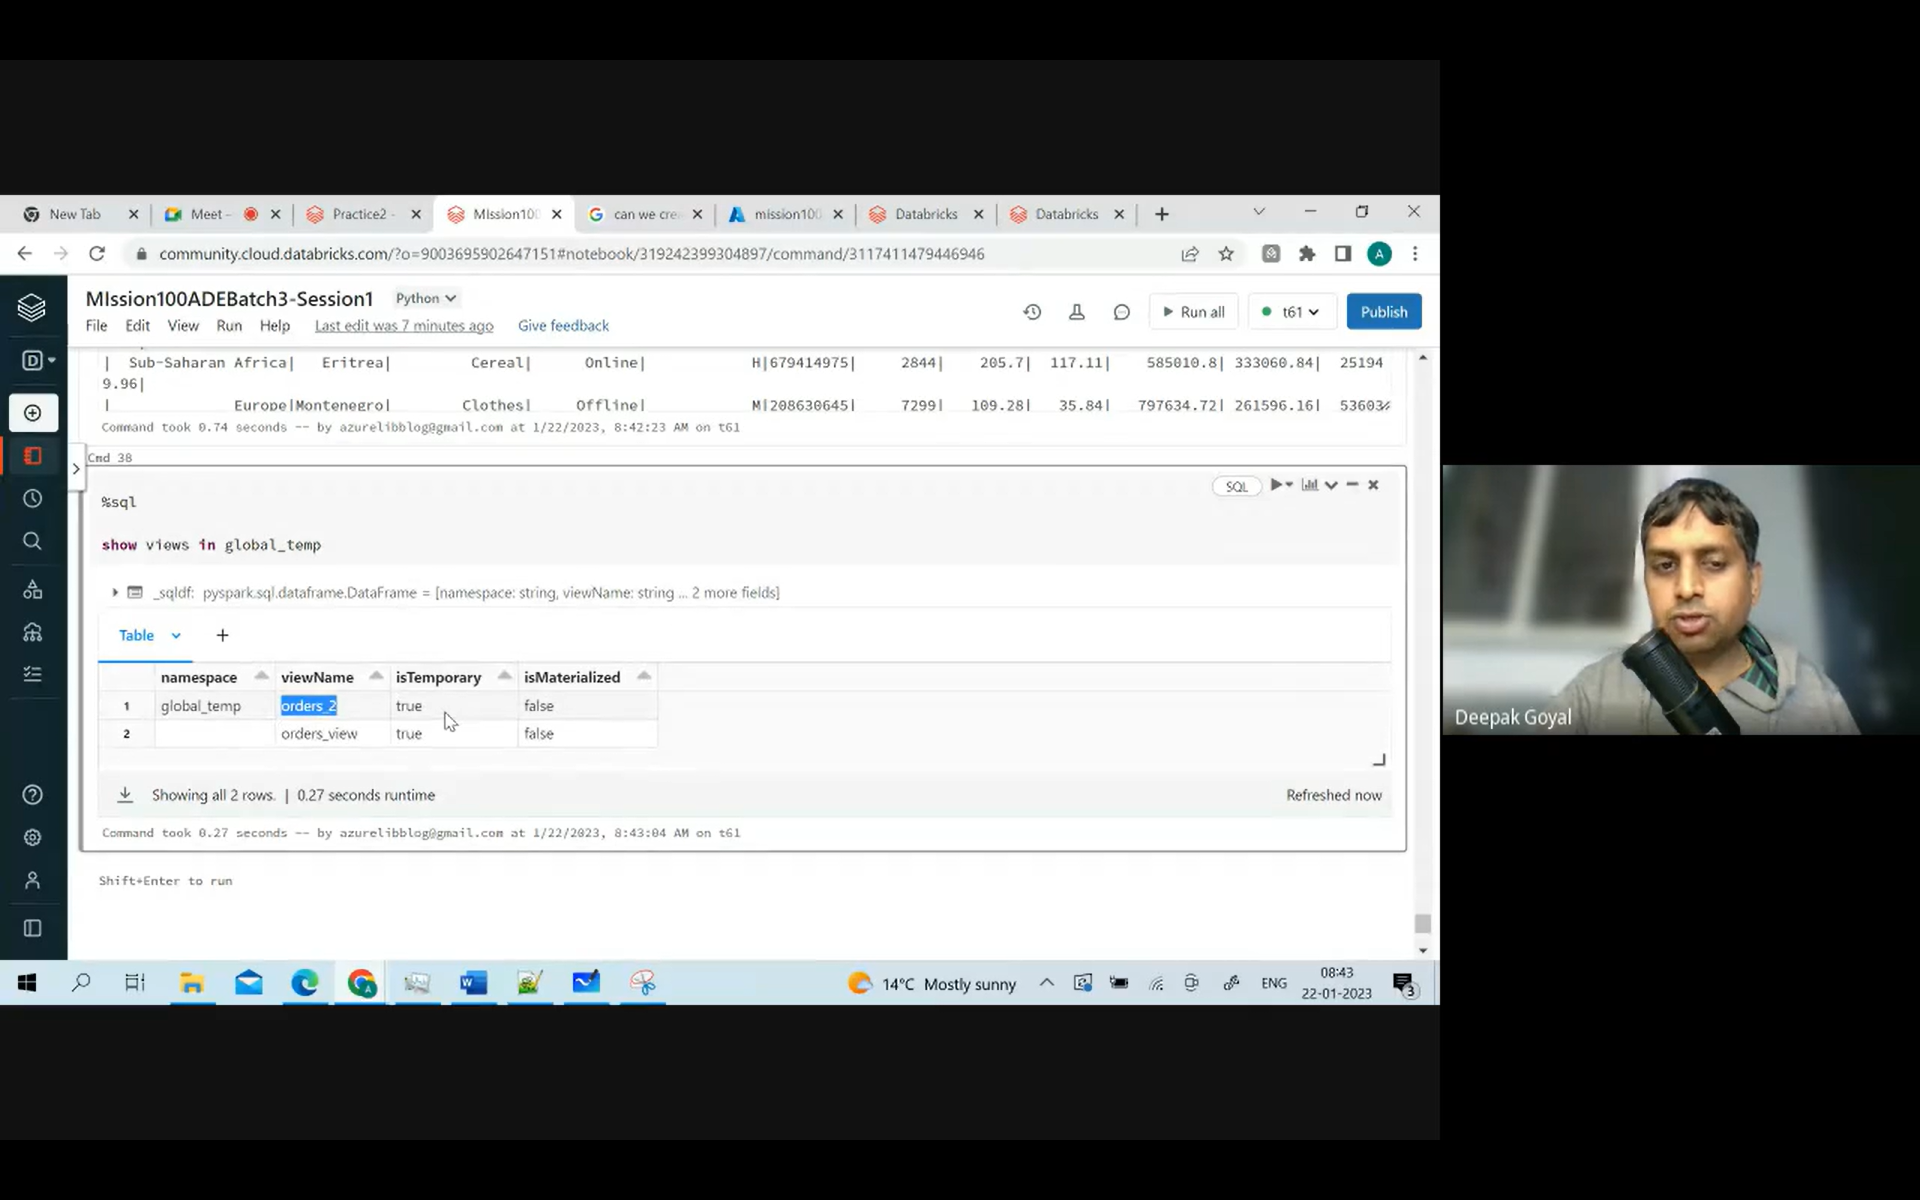 New Tab
Meet -
Practice2 -
MIssion100
can we cre
mission100
Databricks
Databricks
community.cloud.databricks.com/?o=9003695902647151#notebook/319242399304897/command/3117411479446946
A
MIssion100ADEBatch3-Session1
Python
File Edit View Run Help Last edit was 7 minutes ago Give feedback
Run all
t61
Publish
D
| Sub-Saharan Africa| Eritrea| Cereal| Online| H|679414975| 2844| 205.7| 117.11| 585010.8| 333060.84| 25194
9.96|
| Europe|Montenegro| Clothes| Offline| M|208630645| 7299| 109.28| 35.84| 797634.72| 261596.16| 53603
Command took 0.74 seconds -- by azurelibblog@gmail.com at 1/22/2023, 8:42:23 AM on t61
Cmd 38
SQL
%sql
show views in global_temp
_sqldf: pyspark.sql.dataframe.DataFrame = [namespace: string, viewName: string ... 2 more fields]
Table
namespace viewName isTemporary isMaterialized
1 global_temp orders_2 true false
2 orders_view true false
Showing all 2 rows. | 0.27 seconds runtime
Refreshed now
Command took 0.27 seconds -- by azurelibblog@gmail.com at 1/22/2023, 8:43:04 AM on t61
Shift+Enter to run
Deepak Goyal
14°C Mostly sunny
ENG
08:43
22-01-2023
3